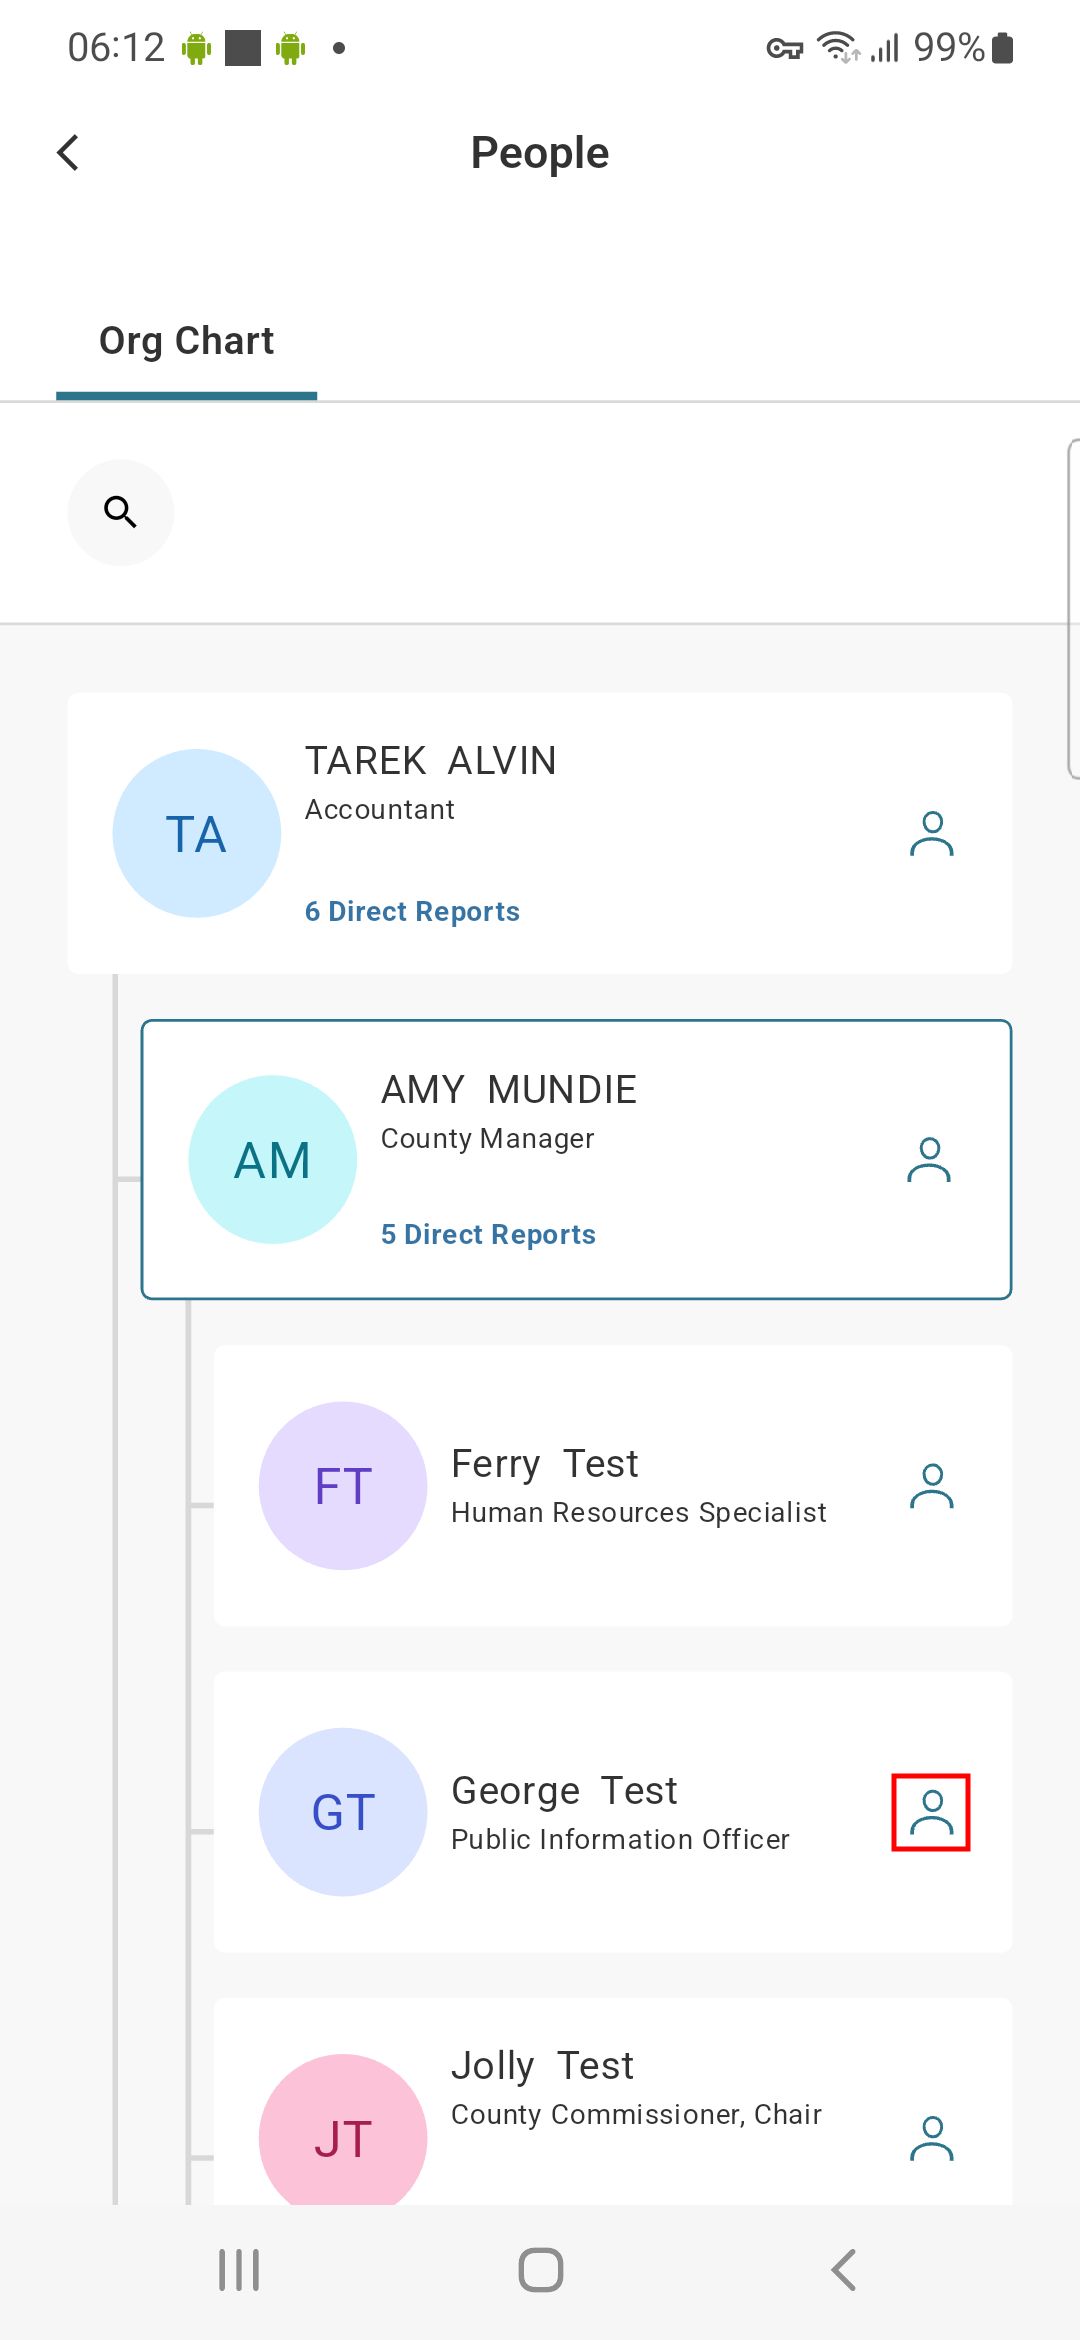 06:12
99%
People
Org Chart
TA
TAREK ALVIN
Accountant
6 Direct Reports
AM
AMY MUNDIE
County Manager
5 Direct Reports
FT
Ferry Test
Human Resources Specialist
GT
George Test
Public Information Officer
JT
Jolly Test
County Commissioner, Chair